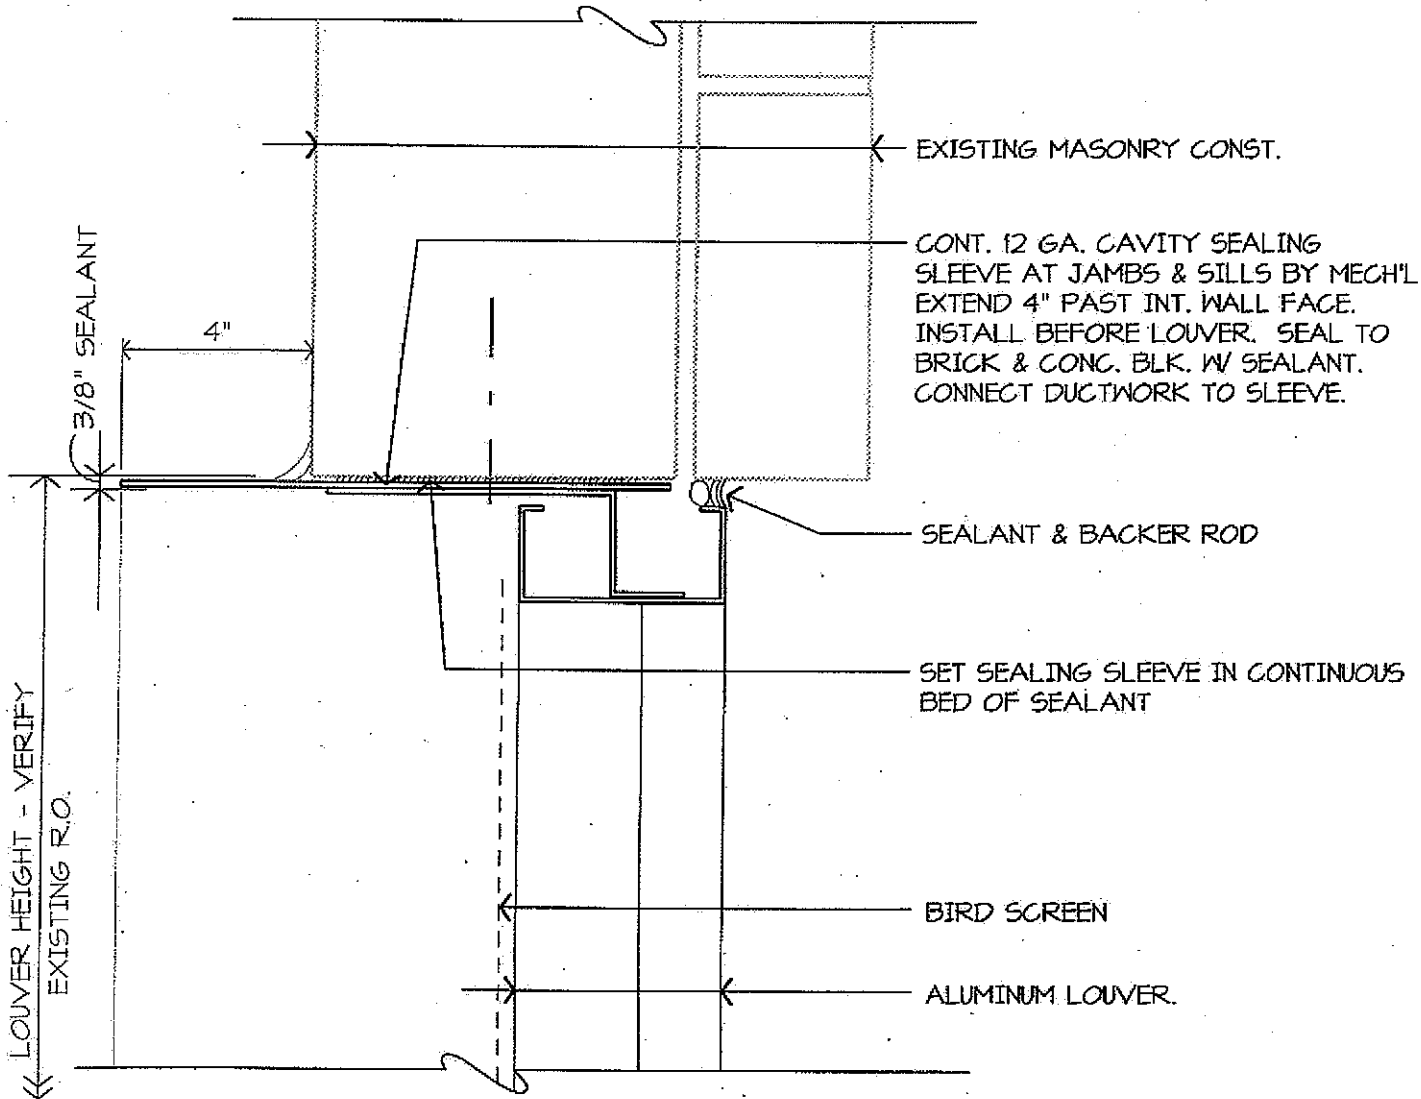 EXISTING MASONRY CONST.
CONT. 12 GA. CAVITY SEALING
SLEEVE AT JAMBS & SILLS BY MECH'L
EXTEND 4" PAST INT. WALL FACE.
INSTALL BEFORE LOUVER. SEAL TO
BRICK & CONC. BLK. W/ SEALANT.
CONNECT DUCTWORK TO SLEEVE.
3/8" SEALANT
4"
SEALANT & BACKER ROD
SET SEALING SLEEVE IN CONTINUOUS
BED OF SEALANT
LOUVER HEIGHT - VERIFY
EXISTING R.O.
BIRD SCREEN
ALUMINUM LOUVER.